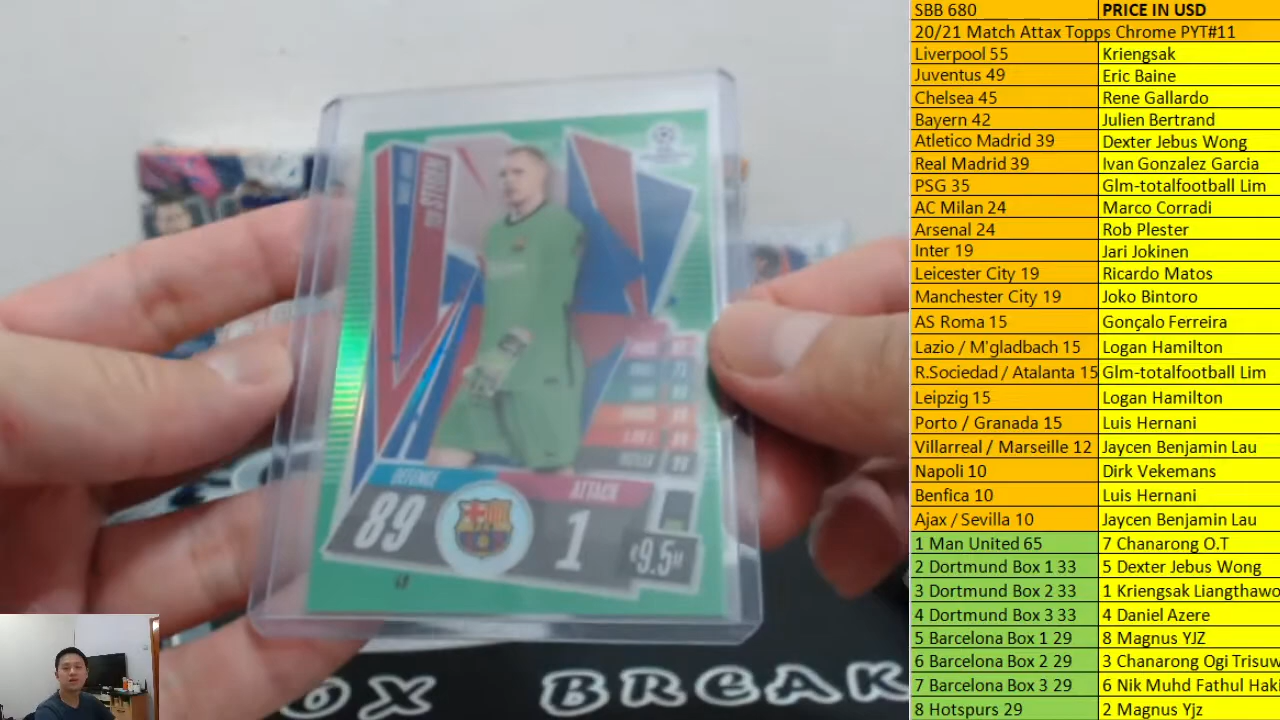 SBB 680 PRICE IN USD
20/21 Match Attax Topps Chrome PYT#11
Liverpool 55 Kriengsak
Juventus 49 Eric Baine
Chelsea 45 Rene Gallardo
Bayern 42 Julien Bertrand
Atletico Madrid 39 Dexter Jebus Wong
Real Madrid 39 Ivan Gonzalez Garcia
PSG 35 Glm-totalfootball Lim
AC Milan 24 Marco Corradi
Arsenal 24 Rob Plester
Inter 19 Jari Jokinen
Leicester City 19 Ricardo Matos
Manchester City 19 Joko Bintoro
AS Roma 15 Gonçalo Ferreira
Lazio / M'gladbach 15 Logan Hamilton
R.Sociedad / Atalanta 15 Glm-totalfootball Lim
Leipzig 15 Logan Hamilton
Porto / Granada 15 Luis Hernani
Villarreal / Marseille 12 Jaycen Benjamin Lau
Napoli 10 Dirk Vekemans
Benfica 10 Luis Hernani
Ajax / Sevilla 10 Jaycen Benjamin Lau
1 Man United 65 7 Chanarong O.T
2 Dortmund Box 1 33 5 Dexter Jebus Wong
3 Dortmund Box 2 33 1 Kriengsak Liangthawo
4 Dortmund Box 3 33 4 Daniel Azere
5 Barcelona Box 1 29 8 Magnus YJZ
6 Barcelona Box 2 29 3 Chanarong Ogi Trisuw
7 Barcelona Box 3 29 6 Nik Muhd Fathul Haki
8 Hotspurs 29 2 Magnus Yjz
DEFENCE
89
ATTACK
1
9.5M
OX BREAK